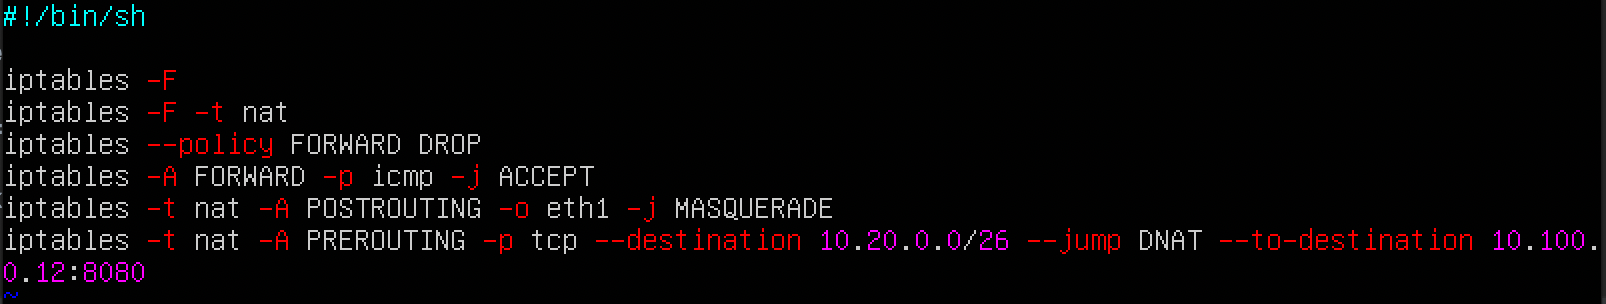 #!/bin/sh

iptables -F
iptables -F -t nat
iptables --policy FORWARD DROP
iptables -A FORWARD -p icmp -j ACCEPT
iptables -t nat -A POSTROUTING -o eth1 -j MASQUERADE
iptables -t nat -A PREROUTING -p tcp --destination 10.20.0.0/26 --jump DNAT --to-destination 10.100.
0.12:8080
~